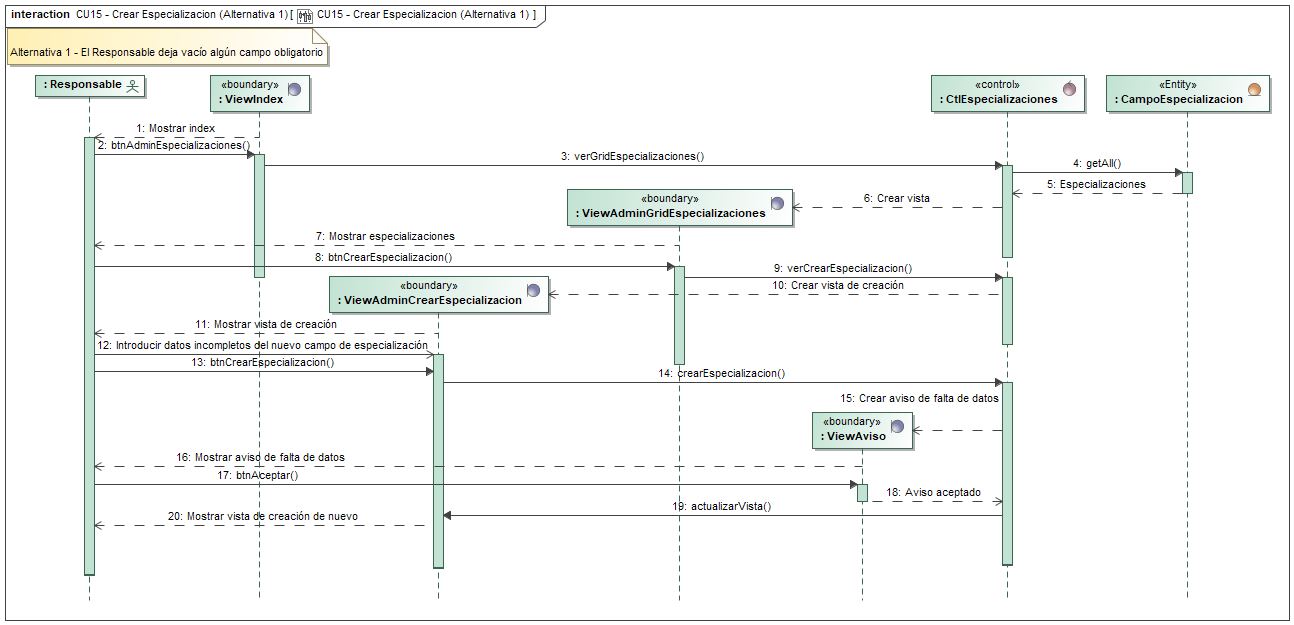 interaction CU15 - Crear Especializacion (Alternativa 1) [ CU15 - Crear Especializacion (Alternativa 1) ]
Alternativa 1 - El Responsable deja vacío algún campo obligatorio
: Responsable
«boundary»
: ViewIndex
«control»
: CtlEspecializaciones
«Entity»
: CampoEspecializacion
1: Mostrar index
2: btnAdminEspecializaciones()
3: verGridEspecializaciones()
4: getAll()
5: Especializaciones
6: Crear vista
«boundary»
: ViewAdminGridEspecializaciones
7: Mostrar especializaciones
8: btnCrearEspecializacion()
9: verCrearEspecializacion()
10: Crear vista de creación
«boundary»
: ViewAdminCrearEspecializacion
11: Mostrar vista de creación
12: Introducir datos incompletos del nuevo campo de especialización
13: btnCrearEspecializacion()
14: crearEspecializacion()
15: Crear aviso de falta de datos
«boundary»
: ViewAviso
16: Mostrar aviso de falta de datos
17: btnAceptar()
18: Aviso aceptado
19: actualizarVista()
20: Mostrar vista de creación de nuevo